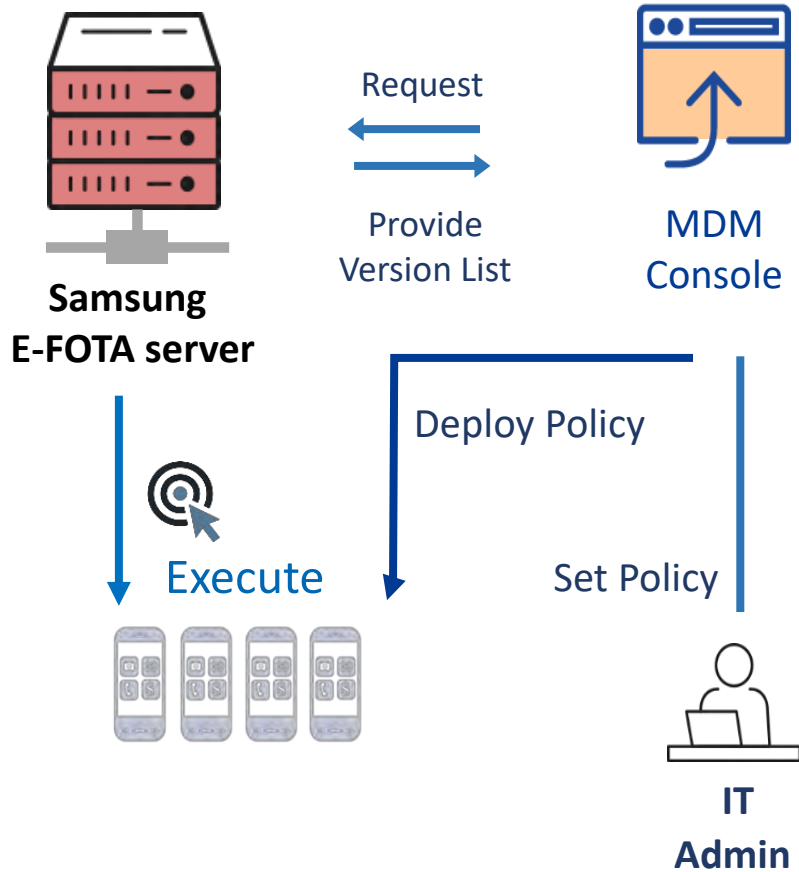 Request
Provide
Version List
MDM
Console
Samsung
E-FOTA server
Deploy Policy
Execute
Set Policy
IT
Admin